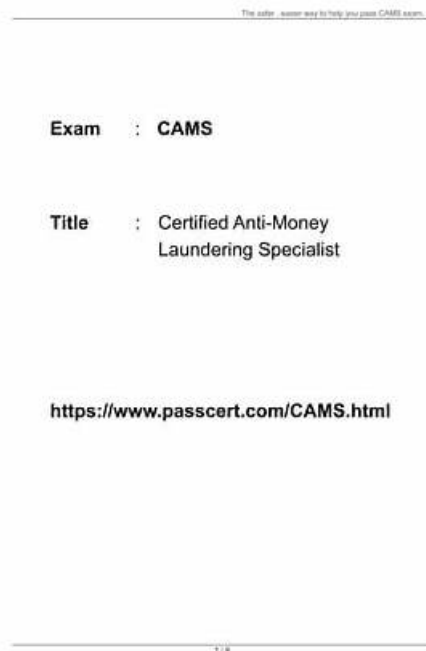 The safer , easier way to help you pass CAMS exam.
Exam : CAMS
Title : Certified Anti-Money
Laundering Specialist
https://www.passcert.com/CAMS.html